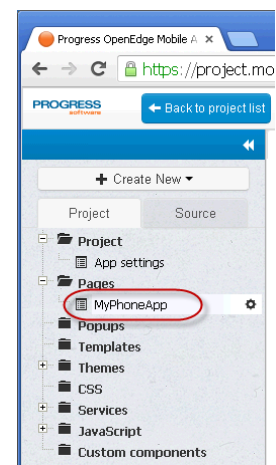 Progress OpenEdge Mobile A
https://project.mo
PROGRESS
software
Back to project list
Create New
Project
Source
Project
App settings
Pages
MyPhoneApp
Popups
Templates
Themes
CSS
Services
JavaScript
Custom components